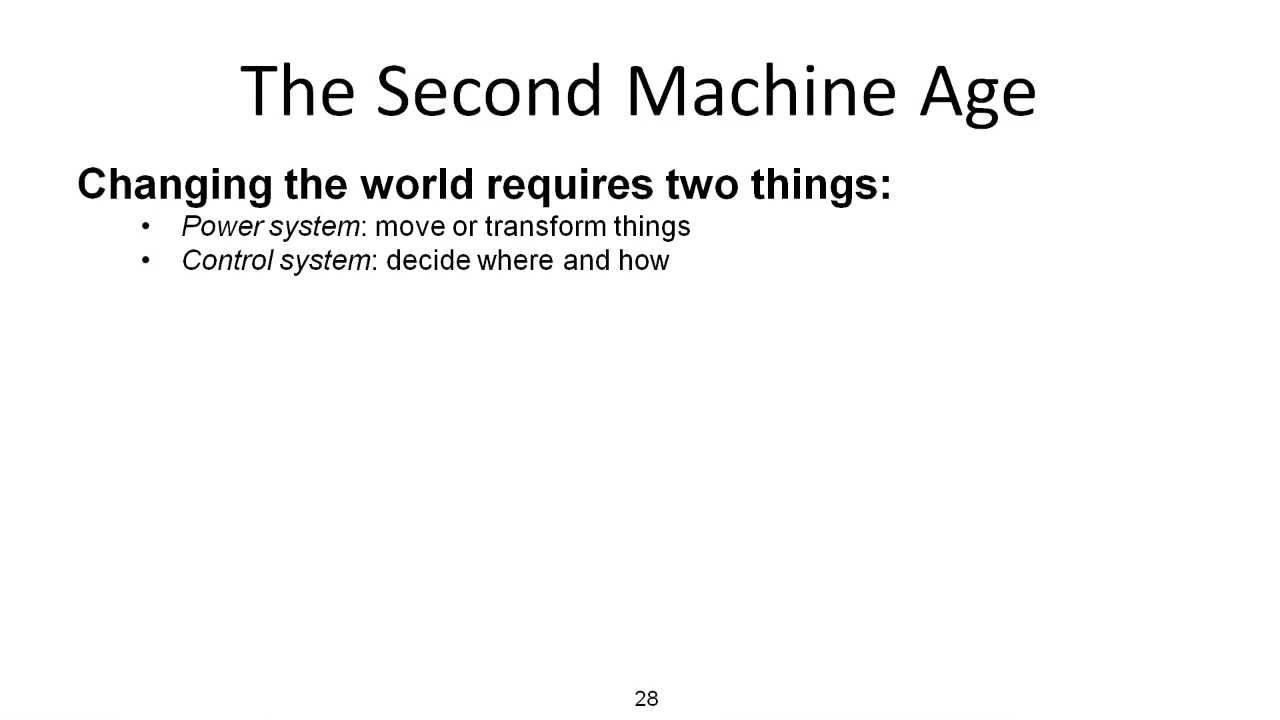 The Second Machine Age
Changing the world requires two things:
• Power system: move or transform things
• Control system: decide where and how
28